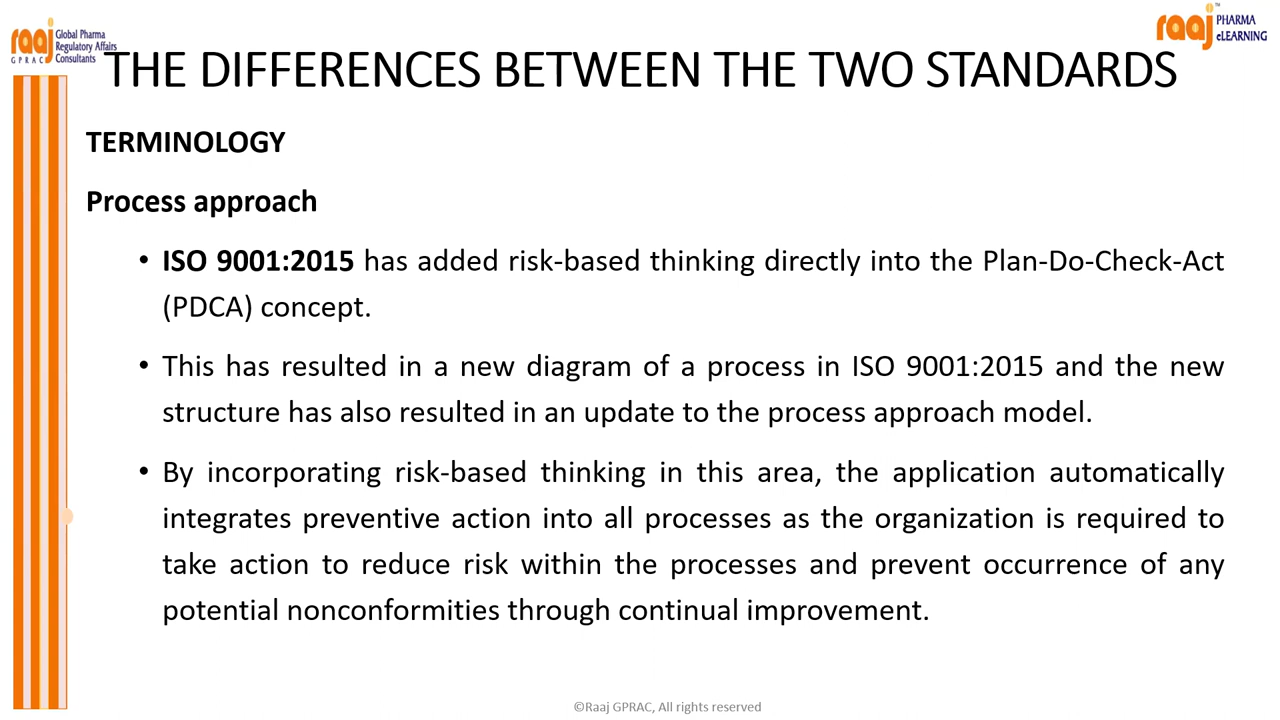 raaj Global Pharma
Regulatory Affairs
GPRAC Consultants
raaj™ PHARMA
eLEARNING
THE DIFFERENCES BETWEEN THE TWO STANDARDS
TERMINOLOGY
Process approach
• ISO 9001:2015 has added risk-based thinking directly into the Plan-Do-Check-Act
(PDCA) concept.
• This has resulted in a new diagram of a process in ISO 9001:2015 and the new
structure has also resulted in an update to the process approach model.
• By incorporating risk-based thinking in this area, the application automatically
integrates preventive action into all processes as the organization is required to
take action to reduce risk within the processes and prevent occurrence of any
potential nonconformities through continual improvement.
©Raaj GPRAC, All rights reserved